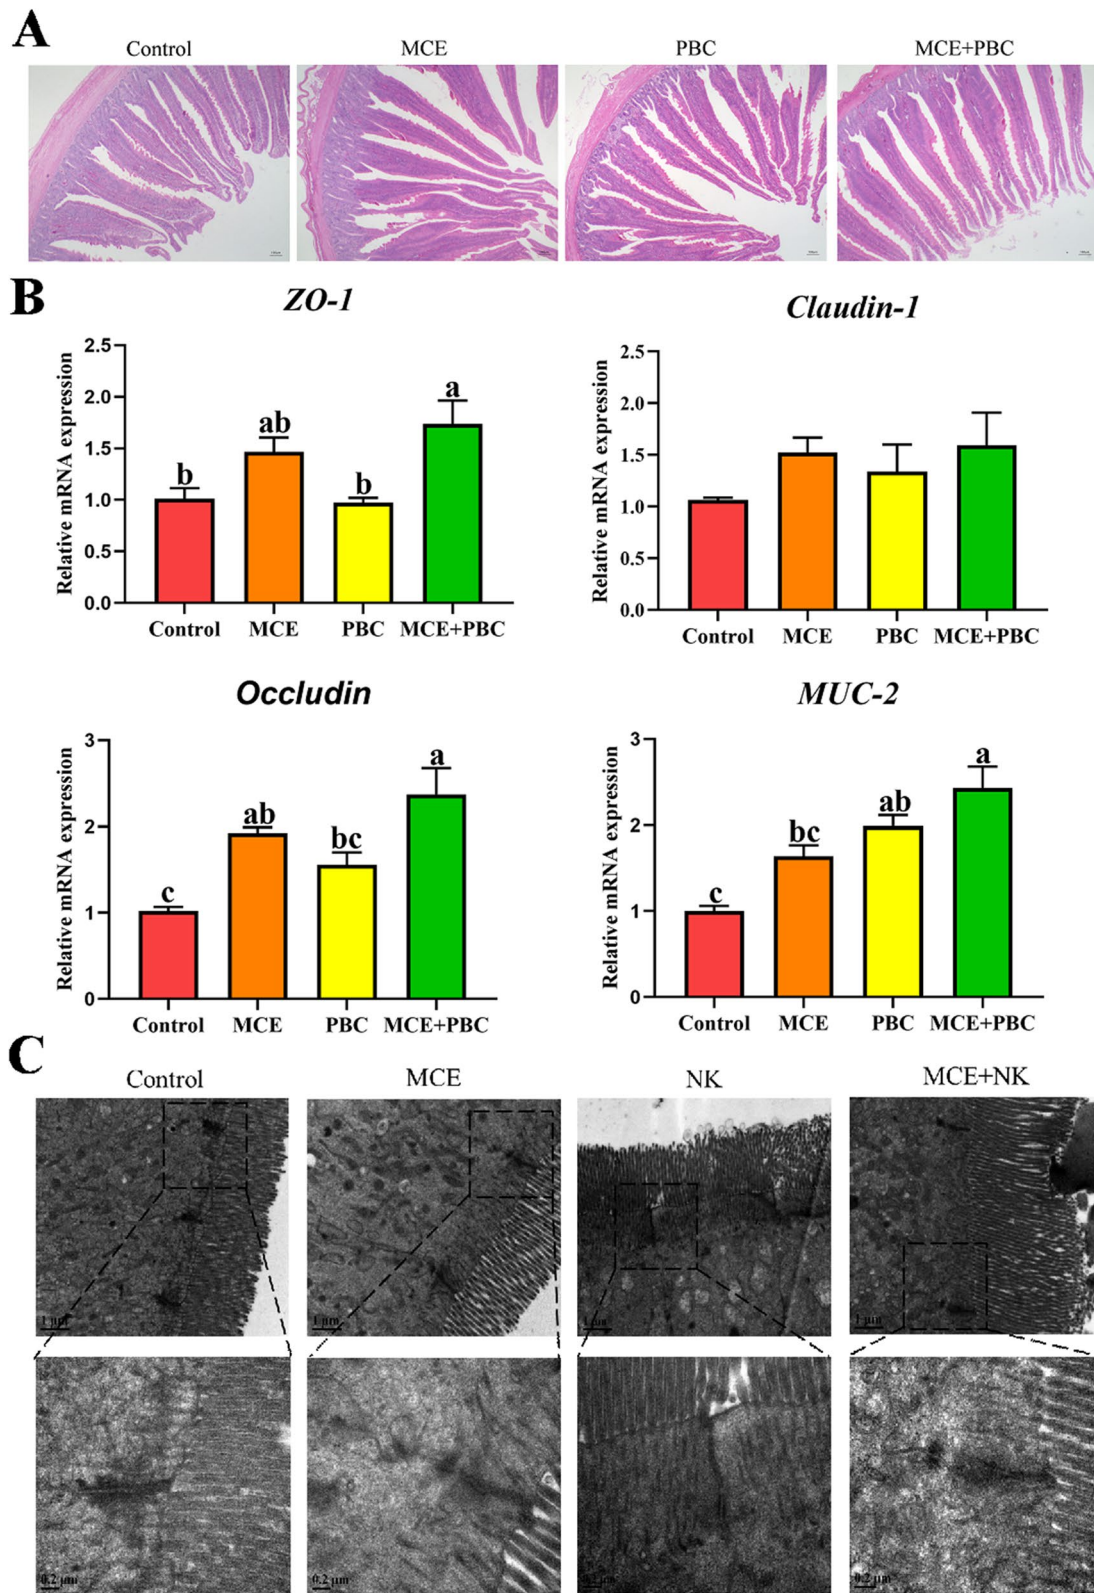 A
Control MCE PBC MCE+PBC
B
ZO-1
Relative mRNA expression
2.5
2.0
1.5
1.0
0.5
0.0
b ab b a
Control MCE PBC MCE+PBC
Claudin-1
Relative mRNA expression
2.5
2.0
1.5
1.0
0.5
0.0
Control MCE PBC MCE+PBC
Occludin
Relative mRNA expression
3
2
1
0
c ab bc a
Control MCE PBC MCE+PBC
MUC-2
Relative mRNA expression
3
2
1
0
c bc ab a
Control MCE PBC MCE+PBC
C
Control MCE NK MCE+NK
1 μm 1 μm 1 μm 1 μm
0.2 μm 0.2 μm 0.2 μm 0.2 μm